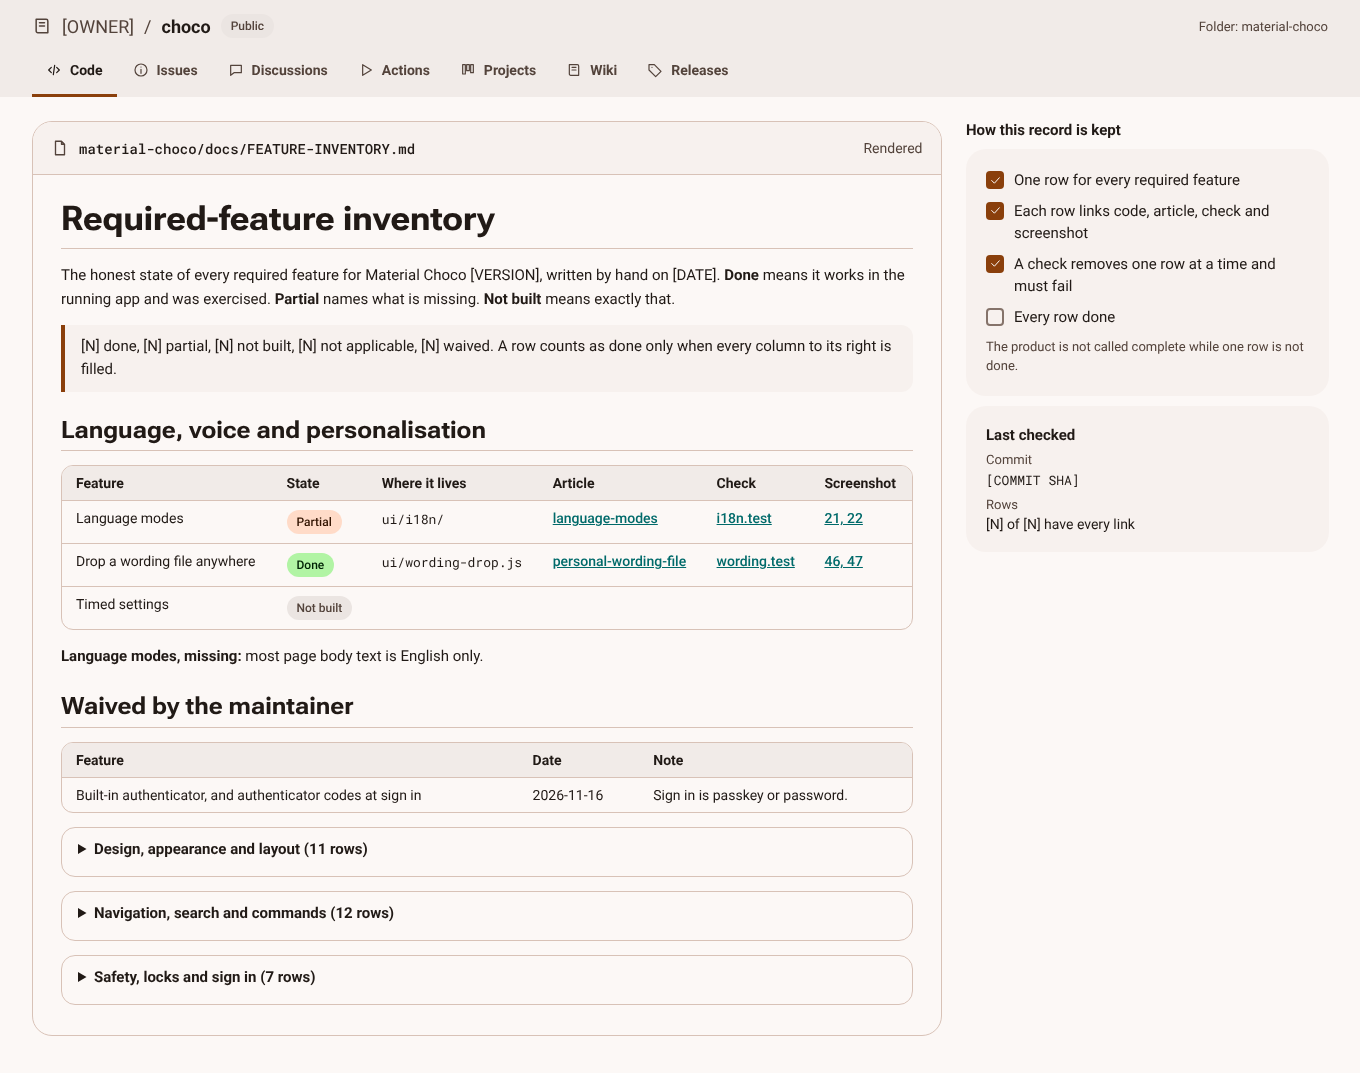 [OWNER] / choco Public
Folder: material-choco
Code Issues Discussions Actions Projects Wiki Releases
material-choco/docs/FEATURE-INVENTORY.md Rendered
Required-feature inventory
The honest state of every required feature for Material Choco [VERSION], written by hand on [DATE]. Done means it works in the
running app and was exercised. Partial names what is missing. Not built means exactly that.
[N] done, [N] partial, [N] not built, [N] not applicable, [N] waived. A row counts as done only when every column to its right is
filled.
Language, voice and personalisation
Feature State Where it lives Article Check Screenshot
Language modes Partial ui/i18n/ language-modes i18n.test 21, 22
Drop a wording file anywhere Done ui/wording-drop.js personal-wording-file wording.test 46, 47
Timed settings Not built
Language modes, missing: most page body text is English only.
Waived by the maintainer
Feature Date Note
Built-in authenticator, and authenticator codes at sign in 2026-11-16 Sign in is passkey or password.
Design, appearance and layout (11 rows)
Navigation, search and commands (12 rows)
Safety, locks and sign in (7 rows)
How this record is kept
One row for every required feature
Each row links code, article, check and
screenshot
A check removes one row at a time and
must fail
Every row done
The product is not called complete while one row is not
done.
Last checked
Commit
[COMMIT SHA]
Rows
[N] of [N] have every link